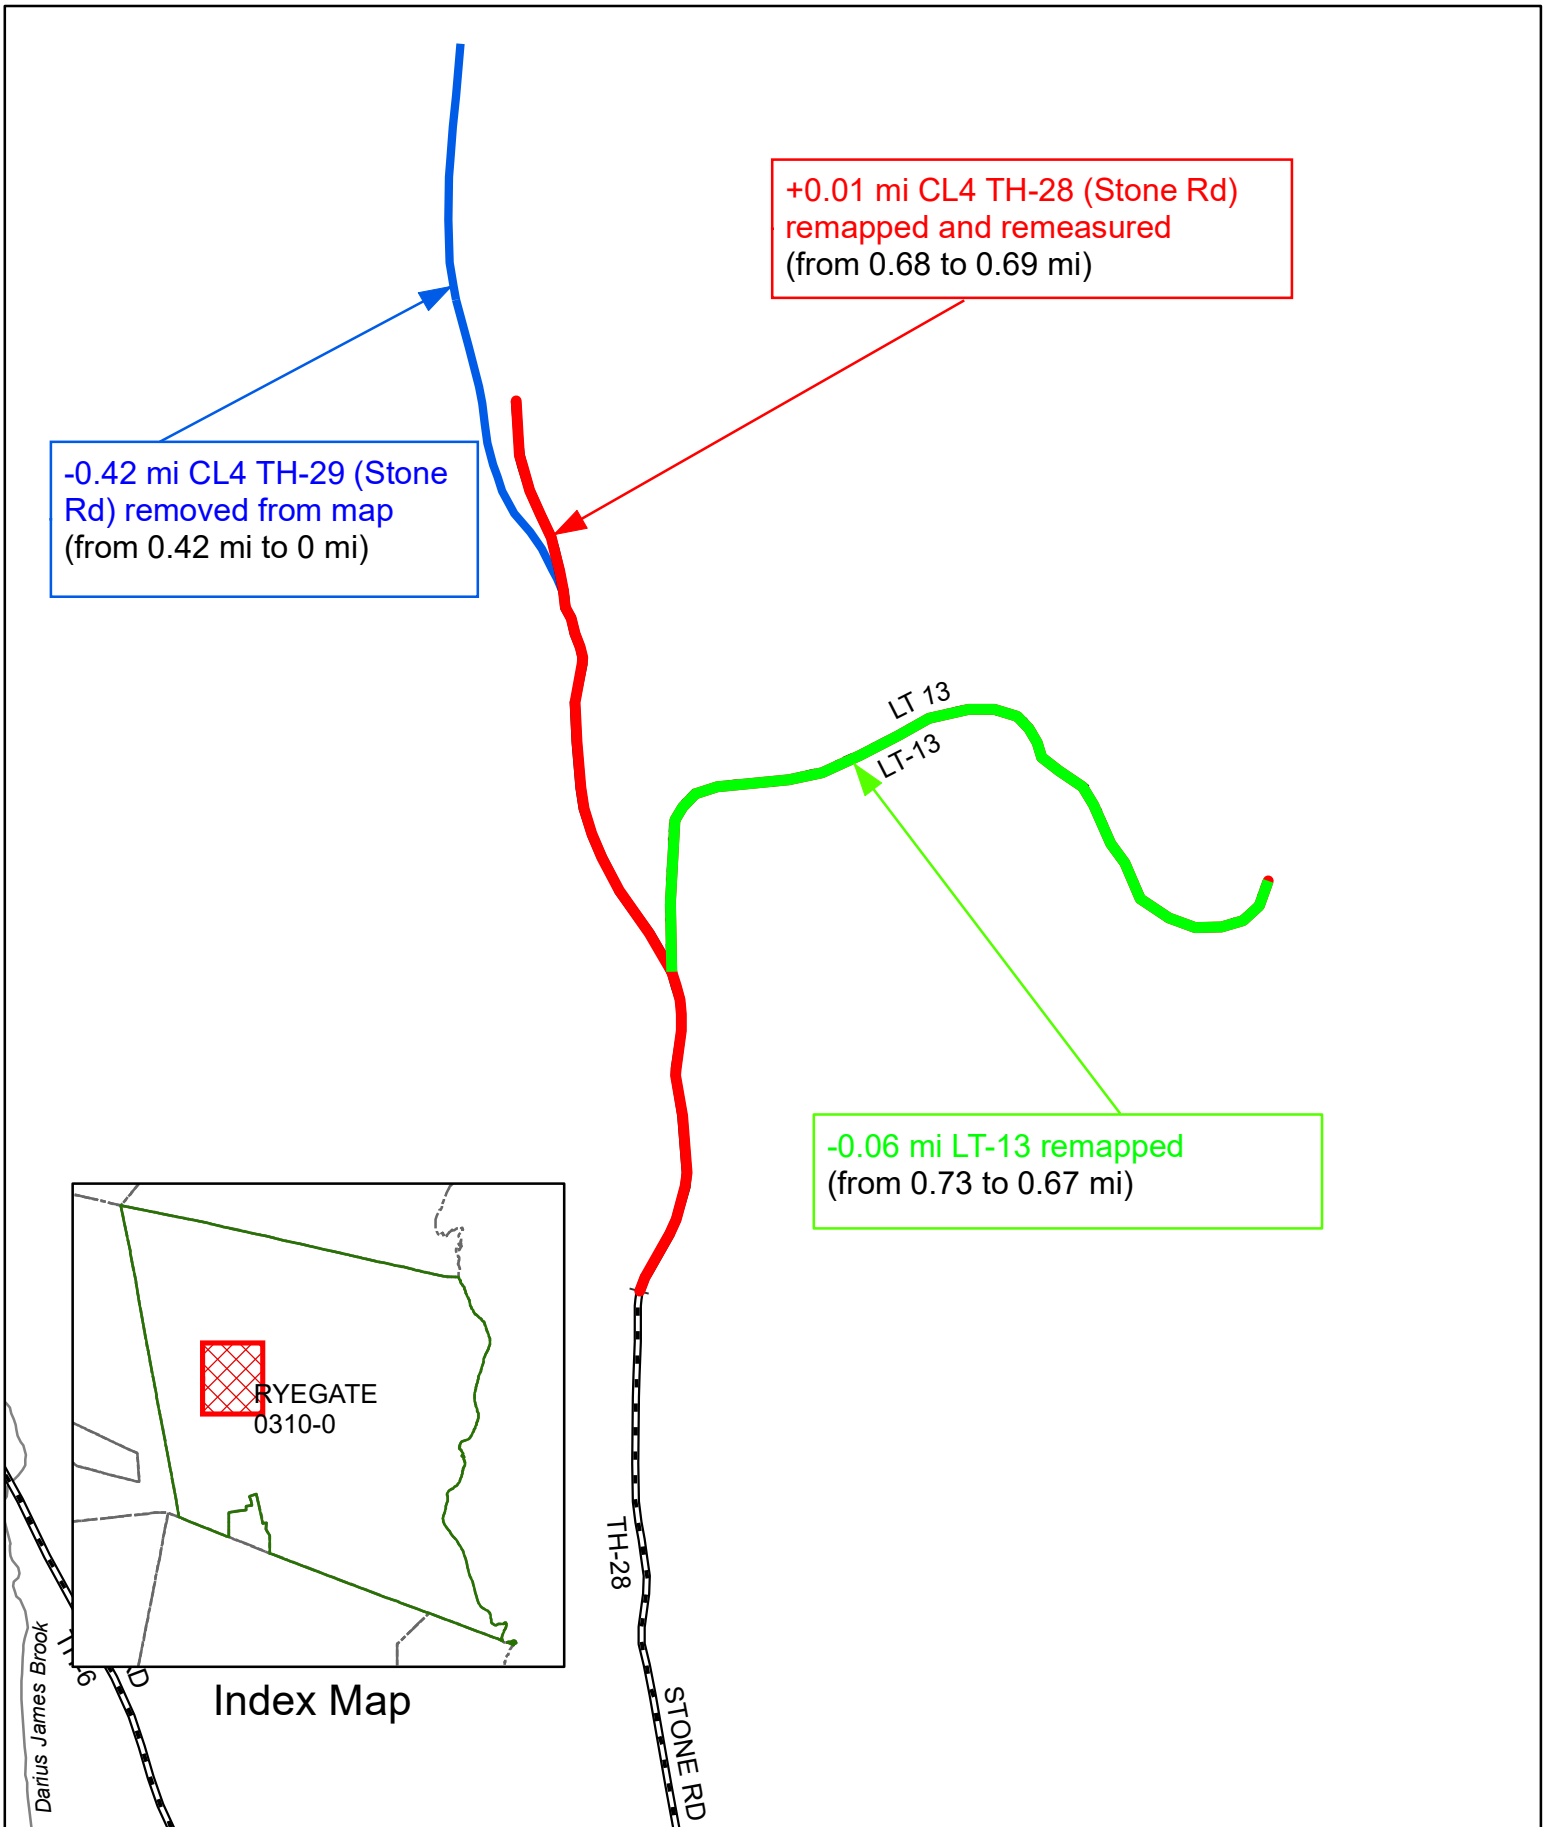 +0.01 mi CL4 TH-28 (Stone Rd)
remapped and remeasured
(from 0.68 to 0.69 mi)
-0.42 mi CL4 TH-29 (Stone
Rd) removed from map
(from 0.42 mi to 0 mi)
LT 13
LT-13
-0.06 mi LT-13 remapped
(from 0.73 to 0.67 mi)
RYEGATE
0310-0
Index Map
TH-28
STONE RD
Darius James Brook